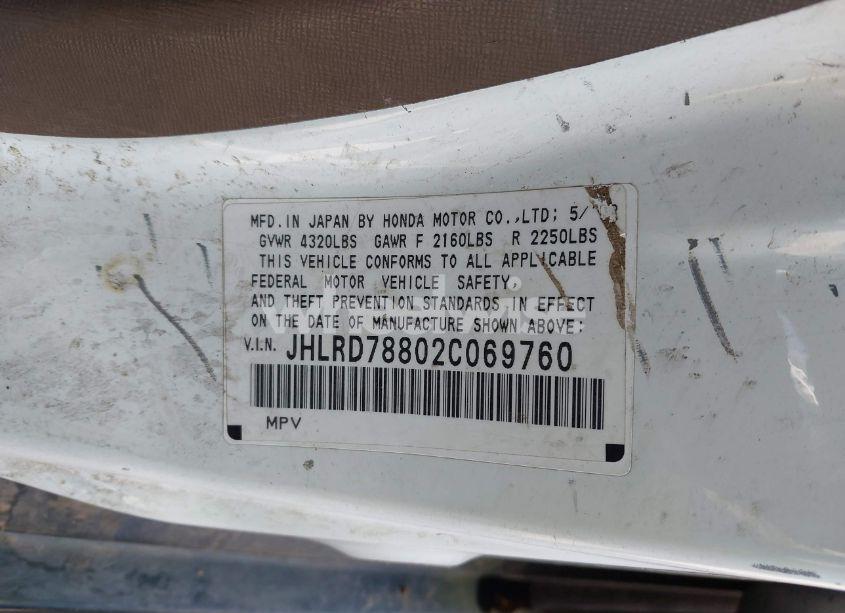 MFD.IN JAPAN BY HONDA MOTOR CO.,LTD; 5/
GVWR 4320LBS GAWR F 2160LBS R 2250LBS
THIS VEHICLE CONFORMS TO ALL APPLICABLE
FEDERAL MOTOR VEHICLE SAFETY,
AND THEFT PREVENTION STANDARDS IN EFFECT
ON THE DATE OF MANUFACTURE SHOWN ABOVE:
V.I.N. JHLRD78802C069760
MPV